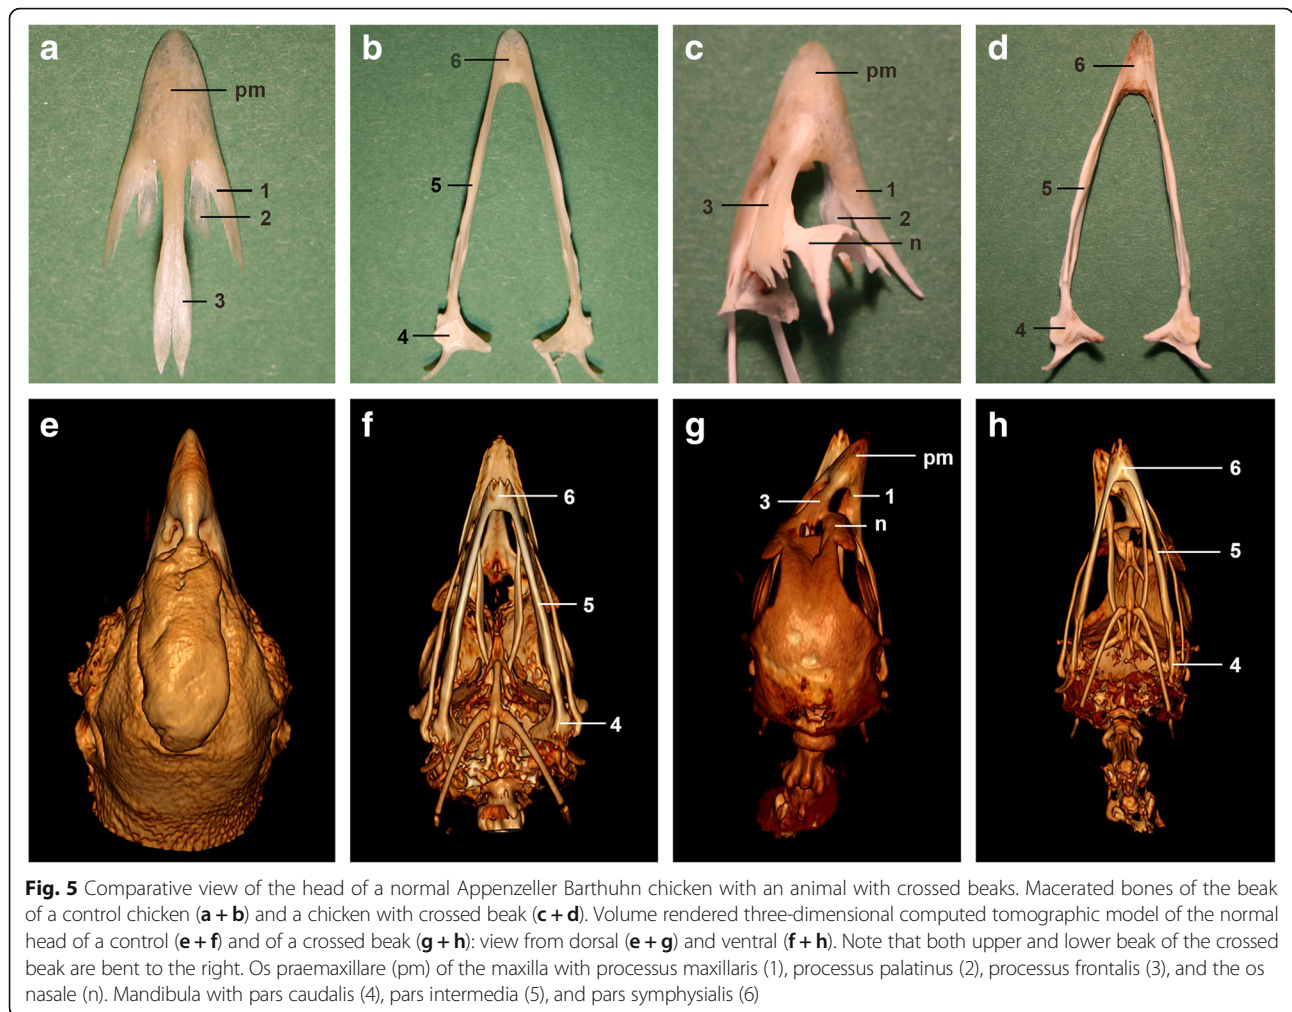 a
pm
1
2
3
b
6
5
4
c
pm
1
3
2
n
d
6
5
4
e
f
6
5
4
g
pm
3
1
n
h
6
5
4
Fig. 5 Comparative view of the head of a normal Appenzeller Barthuhn chicken with an animal with crossed beaks. Macerated bones of the beak
of a control chicken (a + b) and a chicken with crossed beak (c + d). Volume rendered three-dimensional computed tomographic model of the normal
head of a control (e + f) and of a crossed beak (g + h): view from dorsal (e + g) and ventral (f + h). Note that both upper and lower beak of the crossed
beak are bent to the right. Os praemaxillare (pm) of the maxilla with processus maxillaris (1), processus palatinus (2), processus frontalis (3), and the os
nasale (n). Mandibula with pars caudalis (4), pars intermedia (5), and pars symphysialis (6)